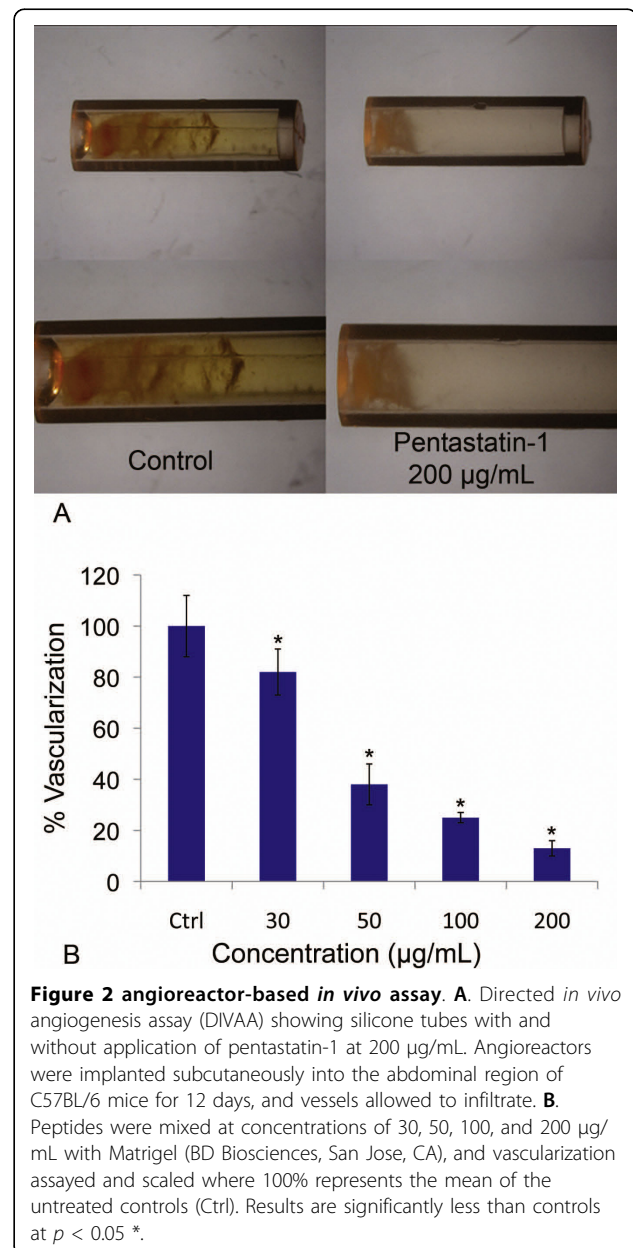 Control
Pentastatin-1
200 µg/mL
A
120
100
80
60
40
20
0
% Vascularization
*
*
*
*
Ctrl 30 50 100 200
B Concentration (µg/mL)
Figure 2 angioreactor-based in vivo assay. A. Directed in vivo
angiogenesis assay (DIVAA) showing silicone tubes with and
without application of pentastatin-1 at 200 µg/mL. Angioreactors
were implanted subcutaneously into the abdominal region of
C57BL/6 mice for 12 days, and vessels allowed to infiltrate. B.
Peptides were mixed at concentrations of 30, 50, 100, and 200 µg/
mL with Matrigel (BD Biosciences, San Jose, CA), and vascularization
assayed and scaled where 100% represents the mean of the
untreated controls (Ctrl). Results are significantly less than controls
at p < 0.05 *.